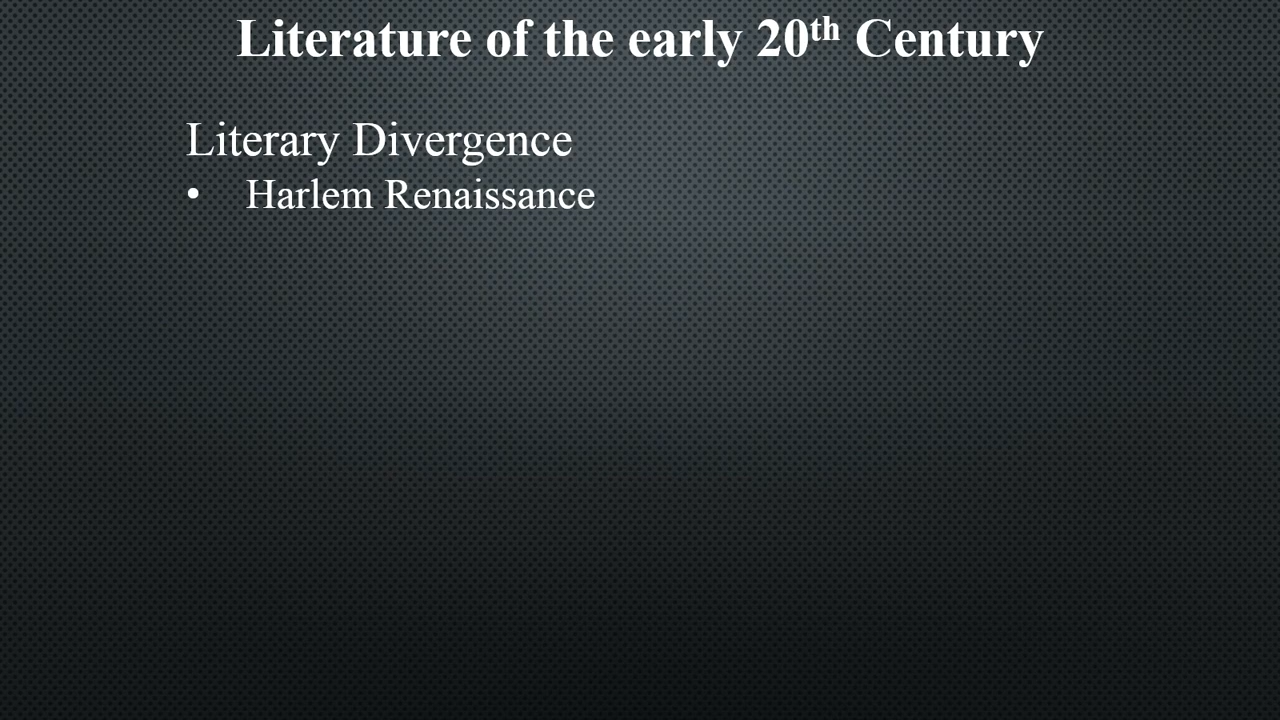 Literature of the early 20th Century
Literary Divergence
• Harlem Renaissance